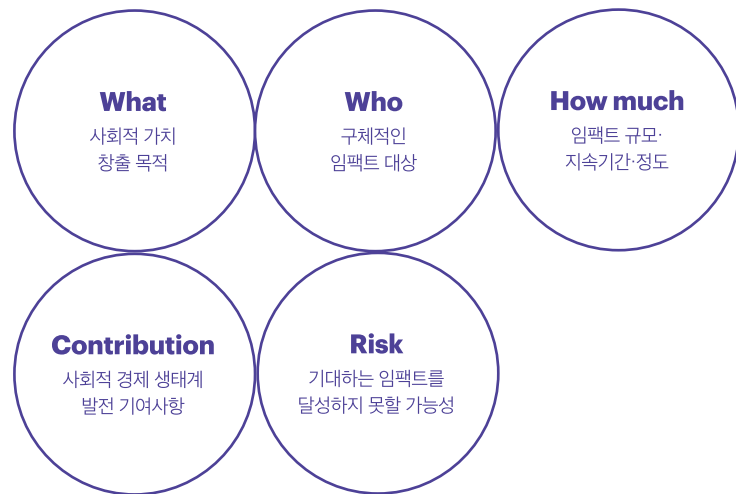 What
사회적 가치
창출 목적
Who
구체적인
임팩트 대상
How much
임팩트 규모·
지속기간·정도
Contribution
사회적 경제 생태계
발전 기여사항
Risk
기대하는 임팩트를
달성하지 못할 가능성